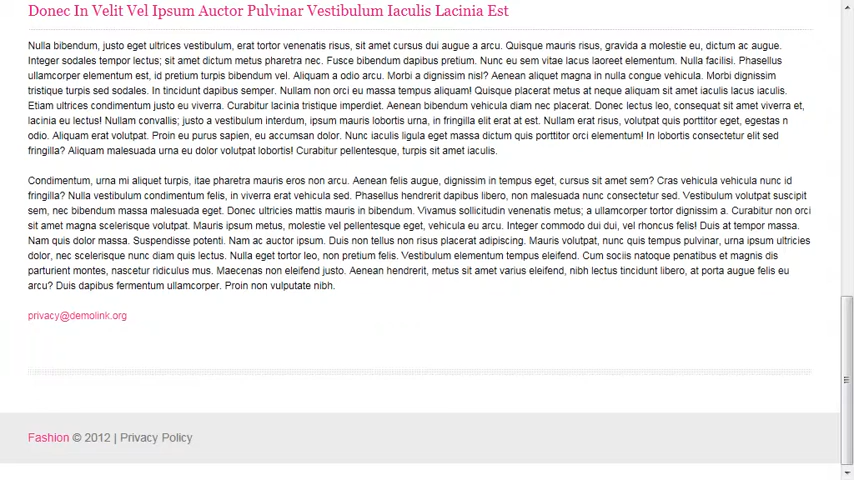 Donec In Velit Vel Ipsum Auctor Pulvinar Vestibulum Iaculis Lacinia Est
Nulla bibendum, justo eget ultrices vestibulum, erat tortor venenatis risus, sit amet cursus dui augue a arcu. Quisque mauris risus, gravida a molestie eu, dictum ac augue.
Integer sodales tempor lectus; sit amet dictum metus pharetra nec. Fusce bibendum dapibus pretium. Nunc eu sem vitae lacus laoreet elementum. Nulla facilisi. Phasellus
ullamcorper elementum est, id pretium turpis bibendum vel. Aliquam a odio arcu. Morbi a dignissim nisl? Aenean aliquet magna in nulla congue vehicula. Morbi dignissim
tristique turpis sed sodales. In tincidunt dapibus semper. Nullam non orci eu massa tempus aliquam! Quisque placerat metus at neque aliquam sit amet iaculis lacus iaculis.
Etiam ultrices condimentum justo eu viverra. Curabitur lacinia tristique imperdiet. Aenean bibendum vehicula diam nec placerat. Donec lectus leo, consequat sit amet viverra et,
lacinia eu lectus! Nullam convallis; justo a vestibulum interdum, ipsum mauris lobortis urna, in fringilla elit erat at est. Nullam erat risus, volutpat quis porttitor eget, egestas n
odio. Aliquam erat volutpat. Proin eu purus sapien, eu accumsan dolor. Nunc iaculis ligula eget massa dictum quis porttitor orci elementum! In lobortis consectetur elit sed
fringilla? Aliquam malesuada urna eu dolor volutpat lobortis! Curabitur pellentesque, turpis sit amet iaculis.
Condimentum, urna mi aliquet turpis, itae pharetra mauris eros non arcu. Aenean felis augue, dignissim in tempus eget, cursus sit amet sem? Cras vehicula vehicula nunc id
fringilla? Nulla vestibulum condimentum felis, in viverra erat vehicula sed. Phasellus hendrerit dapibus libero, non malesuada nunc consectetur sed. Vestibulum volutpat suscipit
sem, nec bibendum massa malesuada eget. Donec ultricies mattis mauris in bibendum. Vivamus sollicitudin venenatis metus; a ullamcorper tortor dignissim a. Curabitur non orci
sit amet magna scelerisque volutpat. Mauris ipsum metus, molestie vel pellentesque eget, vehicula eu arcu. Integer commodo dui dui, vel rhoncus felis! Duis at tempor massa.
Nam quis dolor massa. Suspendisse potenti. Nam ac auctor ipsum. Duis non tellus non risus placerat adipiscing. Mauris volutpat, nunc quis tempus pulvinar, urna ipsum ultricies
dolor, nec scelerisque nunc diam quis lectus. Nulla eget tortor leo, non pretium felis. Vestibulum elementum tempus eleifend. Cum sociis natoque penatibus et magnis dis
parturient montes, nascetur ridiculus mus. Maecenas non eleifend justo. Aenean hendrerit, metus sit amet varius eleifend, nibh lectus tincidunt libero, at porta augue felis eu
arcu? Duis dapibus fermentum ullamcorper. Proin non vulputate nibh.
privacy@demolink.org
Fashion © 2012 | Privacy Policy